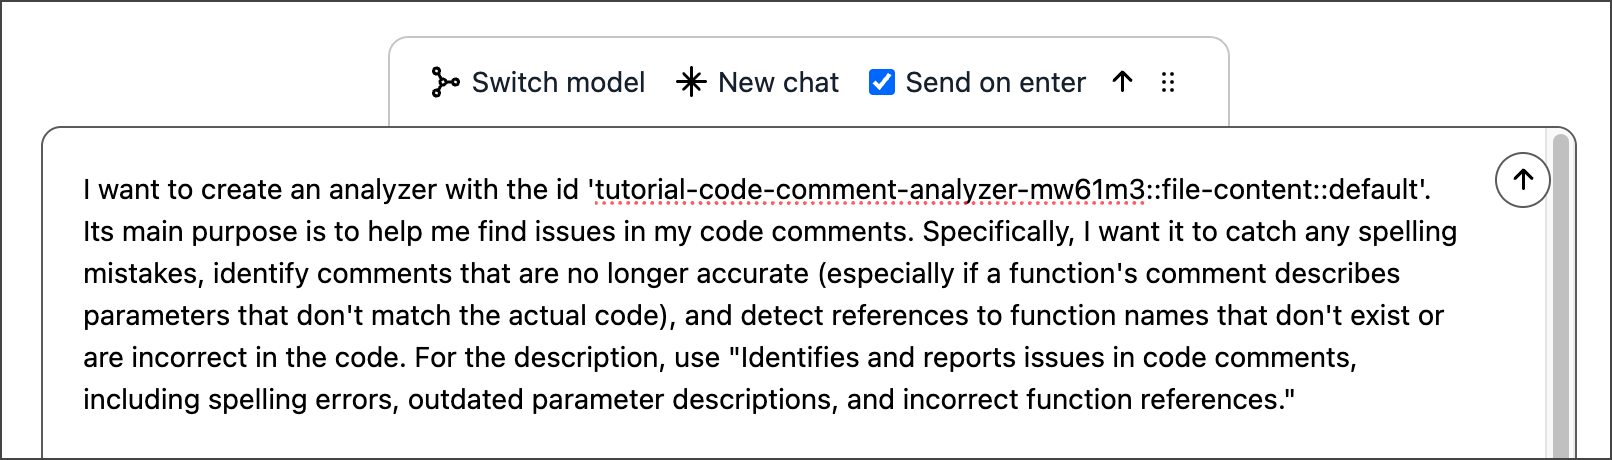 Switch model New chat Send on enter
I want to create an analyzer with the id 'tutorial-code-comment-analyzer-mw61m3::file-content::default'.
Its main purpose is to help me find issues in my code comments. Specifically, I want it to catch any spelling
mistakes, identify comments that are no longer accurate (especially if a function's comment describes
parameters that don't match the actual code), and detect references to function names that don't exist or
are incorrect in the code. For the description, use "Identifies and reports issues in code comments,
including spelling errors, outdated parameter descriptions, and incorrect function references."